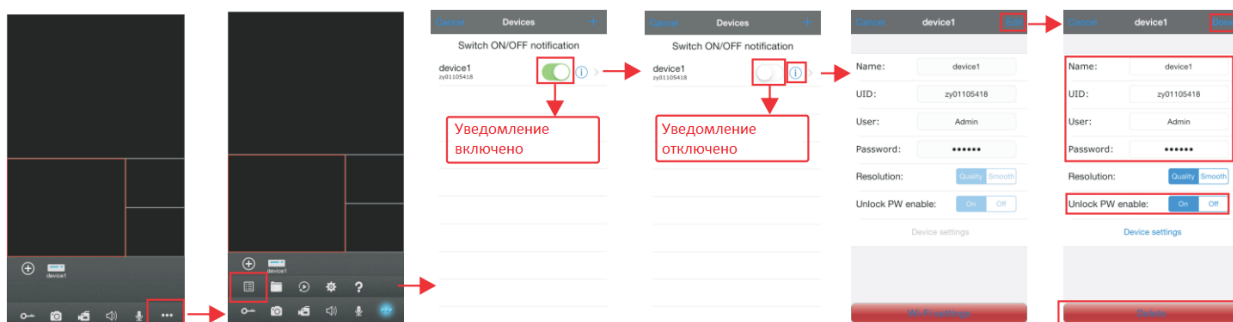 device1
device1
?
Cancel Devices +
Switch ON/OFF notification
device1
zy01105418
Уведомление
включено
Cancel Devices +
Switch ON/OFF notification
device1
zy01105418
Уведомление
отключено
Cancel device1 Edit
Name: device1
UID: zy01105418
User: Admin
Password: ••••••
Resolution: Quality Smooth
Unlock PW enable: On Off
Device settings
Wi-Fi settings
Cancel device1 Done
Name: device1
UID: zy01105418
User: Admin
Password: ••••••
Resolution: Quality Smooth
Unlock PW enable: On Off
Device settings
Delete